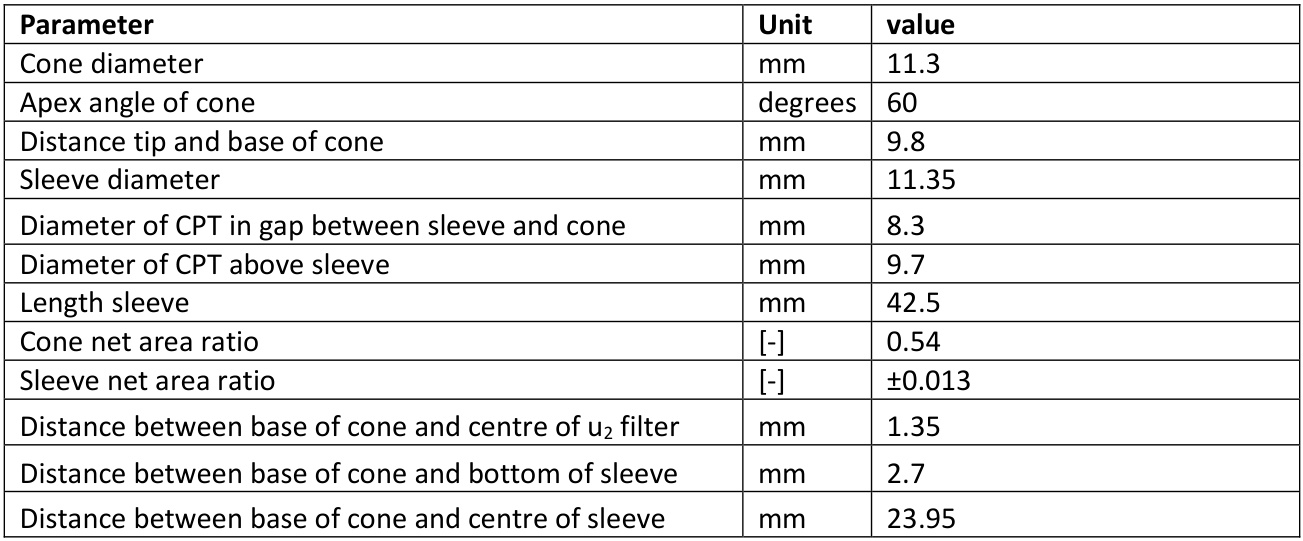 Parameter Unit value
Cone diameter mm 11.3
Apex angle of cone degrees 60
Distance tip and base of cone mm 9.8
Sleeve diameter mm 11.35
Diameter of CPT in gap between sleeve and cone mm 8.3
Diameter of CPT above sleeve mm 9.7
Length sleeve mm 42.5
Cone net area ratio [-] 0.54
Sleeve net area ratio [-] ±0.013
Distance between base of cone and centre of u₂ filter mm 1.35
Distance between base of cone and bottom of sleeve mm 2.7
Distance between base of cone and centre of sleeve mm 23.95